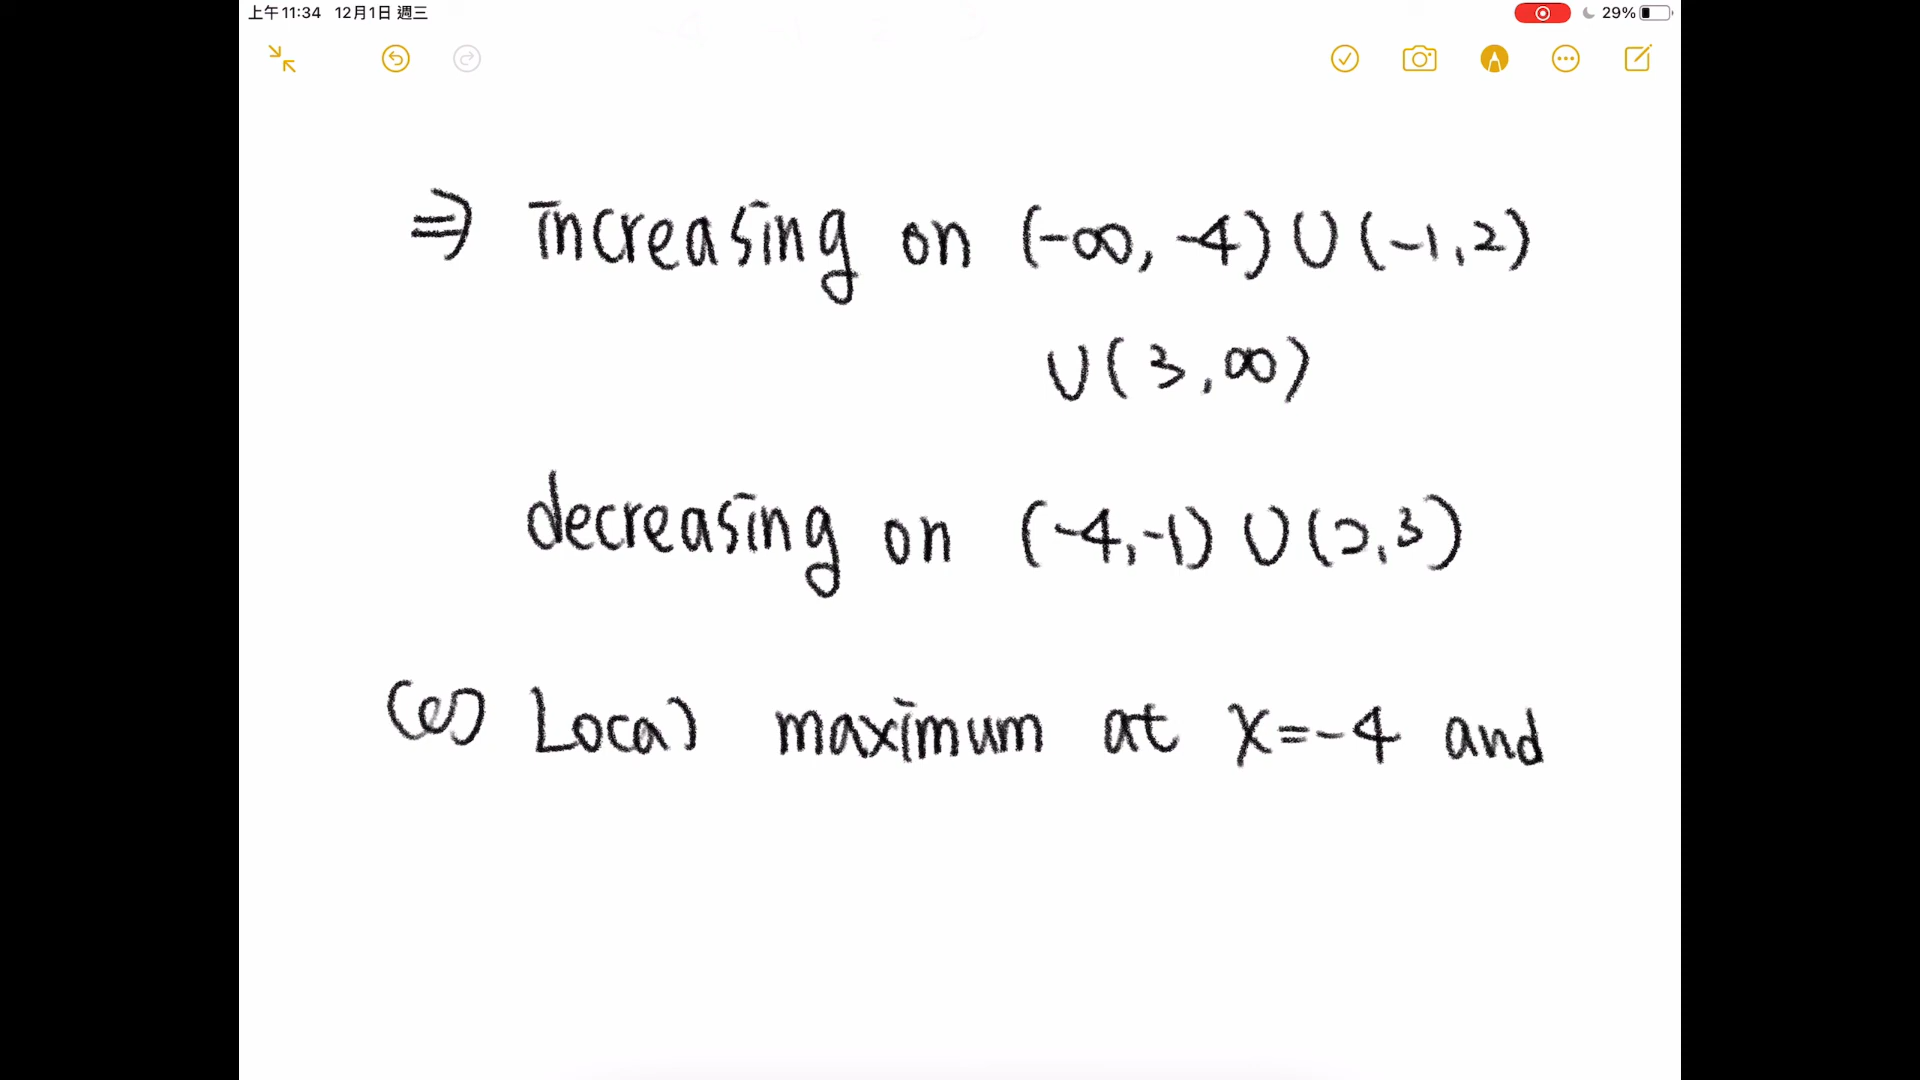 上午11:34 12月1日 週三 29%
⇒ increasing on (-∞, -4) ∪ (-1, 2)
∪ (3, ∞)
decreasing on (-4, -1) ∪ (2, 3)
(e) Local maximum at x=-4 and